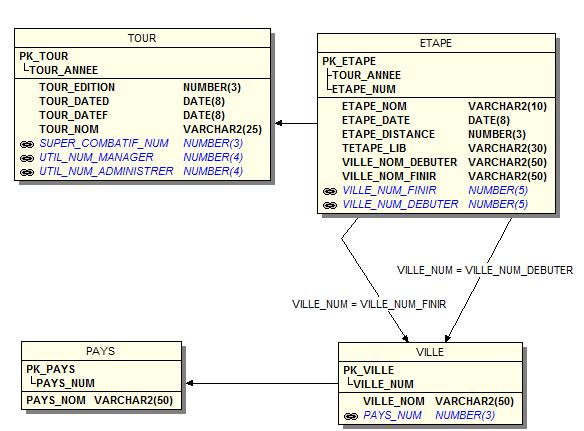 TOUR
PK_TOUR
TOUR_ANNEE
TOUR_EDITION NUMBER(3)
TOUR_DATED DATE(8)
TOUR_DATEF DATE(8)
TOUR_NOM VARCHAR2(25)
SUPER_COMBATIF_NUM NUMBER(3)
UTIL_NUM_MANAGER NUMBER(4)
UTIL_NUM_ADMINISTRER NUMBER(4)
ETAPE
PK_ETAPE
TOUR_ANNEE
ETAPE_NUM
ETAPE_NOM VARCHAR2(10)
ETAPE_DATE DATE(8)
ETAPE_DISTANCE NUMBER(3)
TETAPE_LIB VARCHAR2(30)
VILLE_NOM_DEBUTER VARCHAR2(50)
VILLE_NOM_FINIR VARCHAR2(50)
VILLE_NUM_FINIR NUMBER(5)
VILLE_NUM_DEBUTER NUMBER(5)
VILLE_NUM = VILLE_NUM_DEBUTER
VILLE_NUM = VILLE_NUM_FINIR
PAYS
PK_PAYS
PAYS_NUM
PAYS_NOM VARCHAR2(50)
VILLE
PK_VILLE
VILLE_NUM
VILLE_NOM VARCHAR2(50)
PAYS_NUM NUMBER(3)